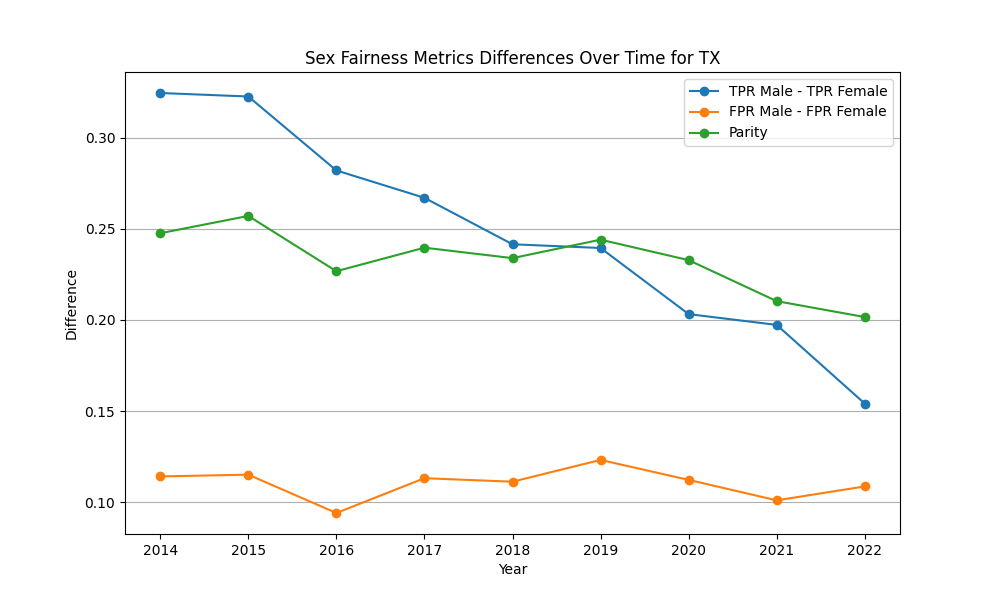 Sex Fairness Metrics Differences Over Time for TX
TPR Male - TPR Female
FPR Male - FPR Female
Parity
0.30
0.25
0.20
0.15
0.10
Difference
2014 2015 2016 2017 2018 2019 2020 2021 2022
Year